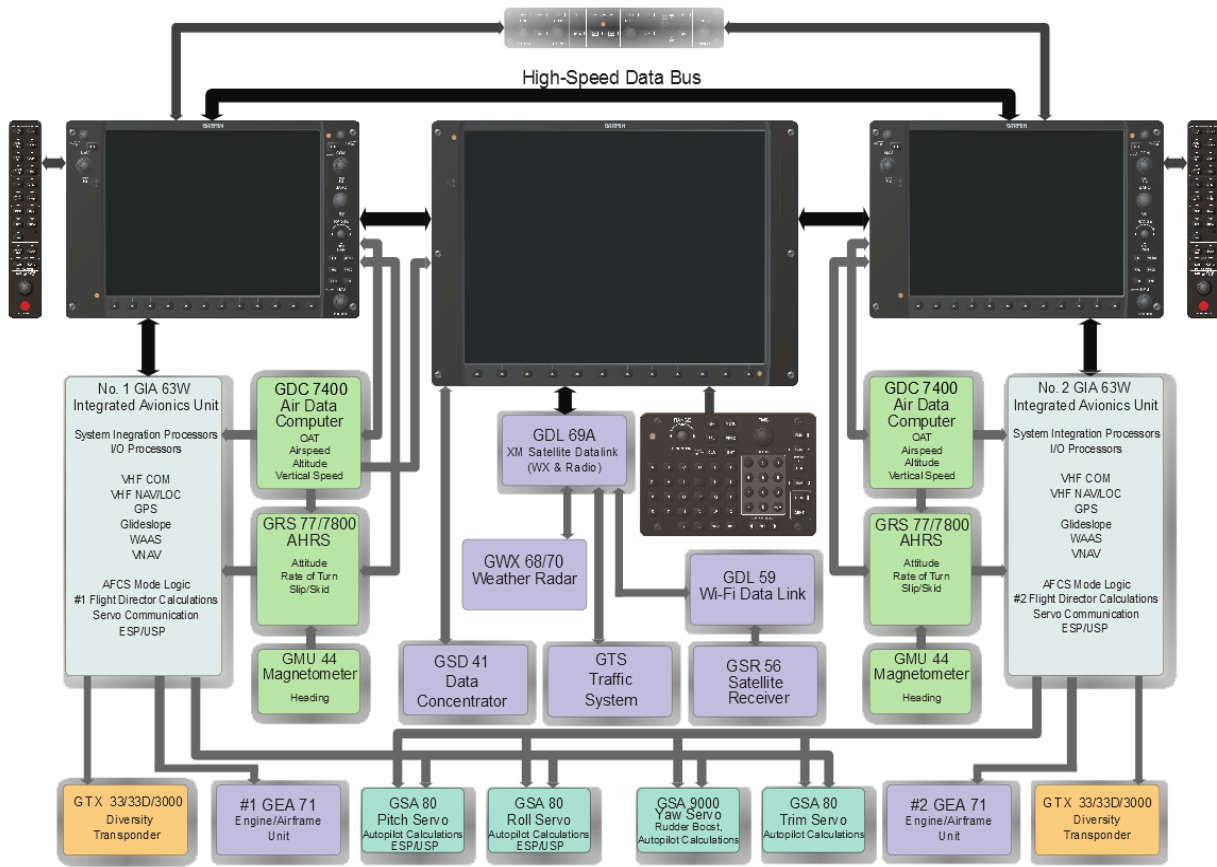 High-Speed Data Bus
GARMIN
GARMIN
GARMIN
No. 1 GIA 63W
Integrated Avionics Unit
System Inegration Processors
I/O Processors
VHF COM
VHF NAV/LOC
GPS
Glideslope
WAAS
VNAV
AFCS Mode Logic
#1 Flight Director Calculations
Servo Communication
ESP/USP
GDC 7400
Air Data
Computer
OAT
Airspeed
Altitude
Vertical Speed
GRS 77/7800
AHRS
Attitude
Rate of Turn
Slip/Skid
GMU 44
Magnetometer
Heading
GDL 69A
XM Satellite Datalink
(WX & Radio)
GWX 68/70
Weather Radar
GDL 59
Wi-Fi Data Link
GSD 41
Data
Concentrator
GTS
Traffic
System
GSR 56
Satellite
Receiver
GDC 7400
Air Data
Computer
OAT
Airspeed
Altitude
Vertical Speed
GRS 77/7800
AHRS
Attitude
Rate of Turn
Slip/Skid
GMU 44
Magnetometer
Heading
No. 2 GIA 63W
Integrated Avionics Unit
System Integration Processors
I/O Processors
VHF COM
VHF NAV/LOC
GPS
Glideslope
WAAS
VNAV
AFCS Mode Logic
#2 Flight Director Calculations
Servo Communication
ESP/USP
GTX 33/33D/3000
Diversity
Transponder
#1 GEA 71
Engine/Airframe
Unit
GSA 80
Pitch Servo
Autopilot Calculations
ESP/USP
GSA 80
Roll Servo
Autopilot Calculations
ESP/USP
GSA 9000
Yaw Servo
Rudder Boost,
Autopilot Calculations
GSA 80
Trim Servo
Autopilot Calculations
#2 GEA 71
Engine/Airframe
Unit
GTX 33/33D/3000
Diversity
Transponder